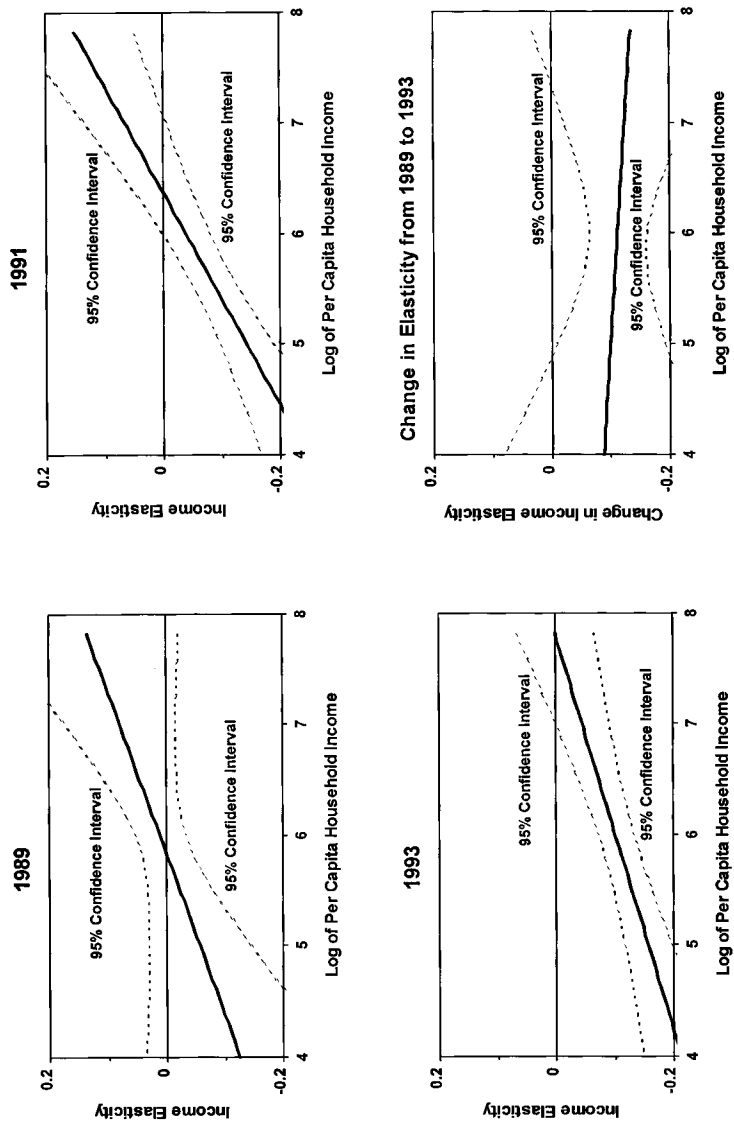 1989
Income Elasticity
0.2
0
-0.2
95% Confidence Interval
95% Confidence Interval
4
5
6
7
8
Log of Per Capita Household Income
1991
Income Elasticity
0.2
0
-0.2
95% Confidence Interval
95% Confidence Interval
4
5
6
7
8
Log of Per Capita Household Income
1993
Income Elasticity
0.2
0
-0.2
95% Confidence Interval
95% Confidence Interval
4
5
6
7
8
Log of Per Capita Household Income
Change in Elasticity from 1989 to 1993
Change in Income Elasticity
0.2
0
-0.2
95% Confidence Interval
95% Confidence Interval
4
5
6
7
8
Log of Per Capita Household Income